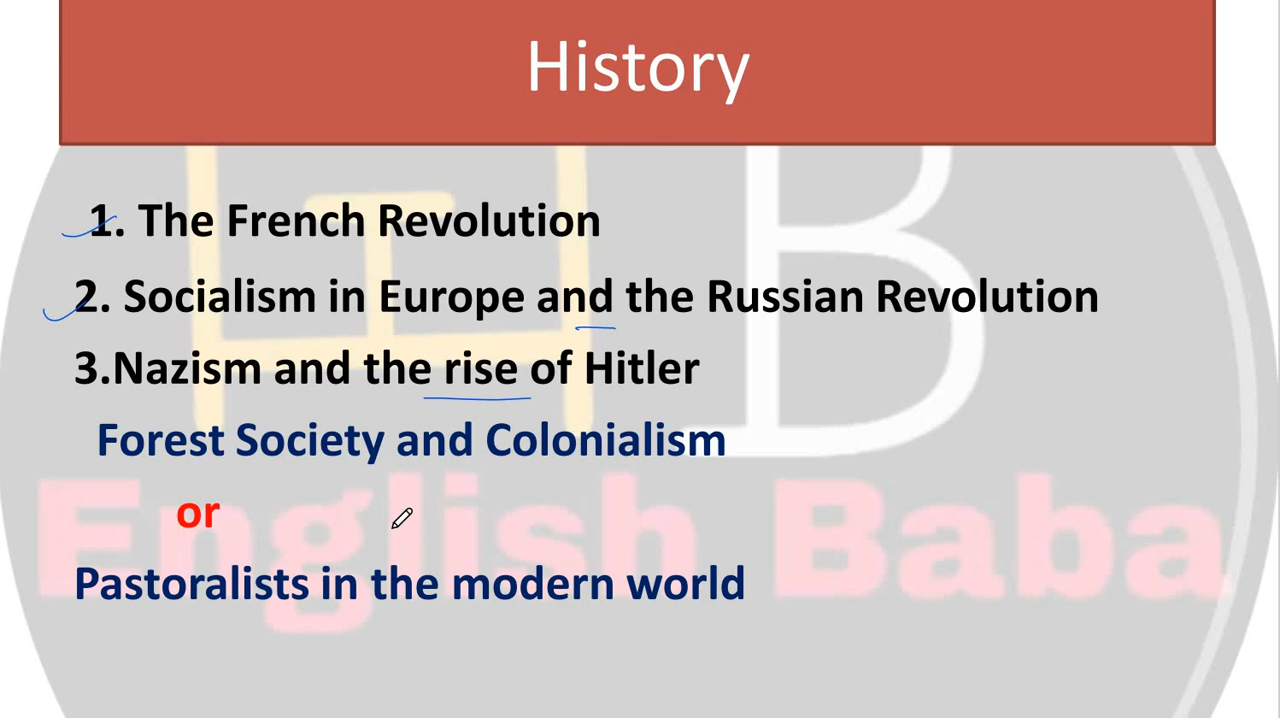 History
1. The French Revolution
2. Socialism in Europe and the Russian Revolution
3.Nazism and the rise of Hitler
Forest Society and Colonialism
or
Pastoralists in the modern world
EB
English Baba